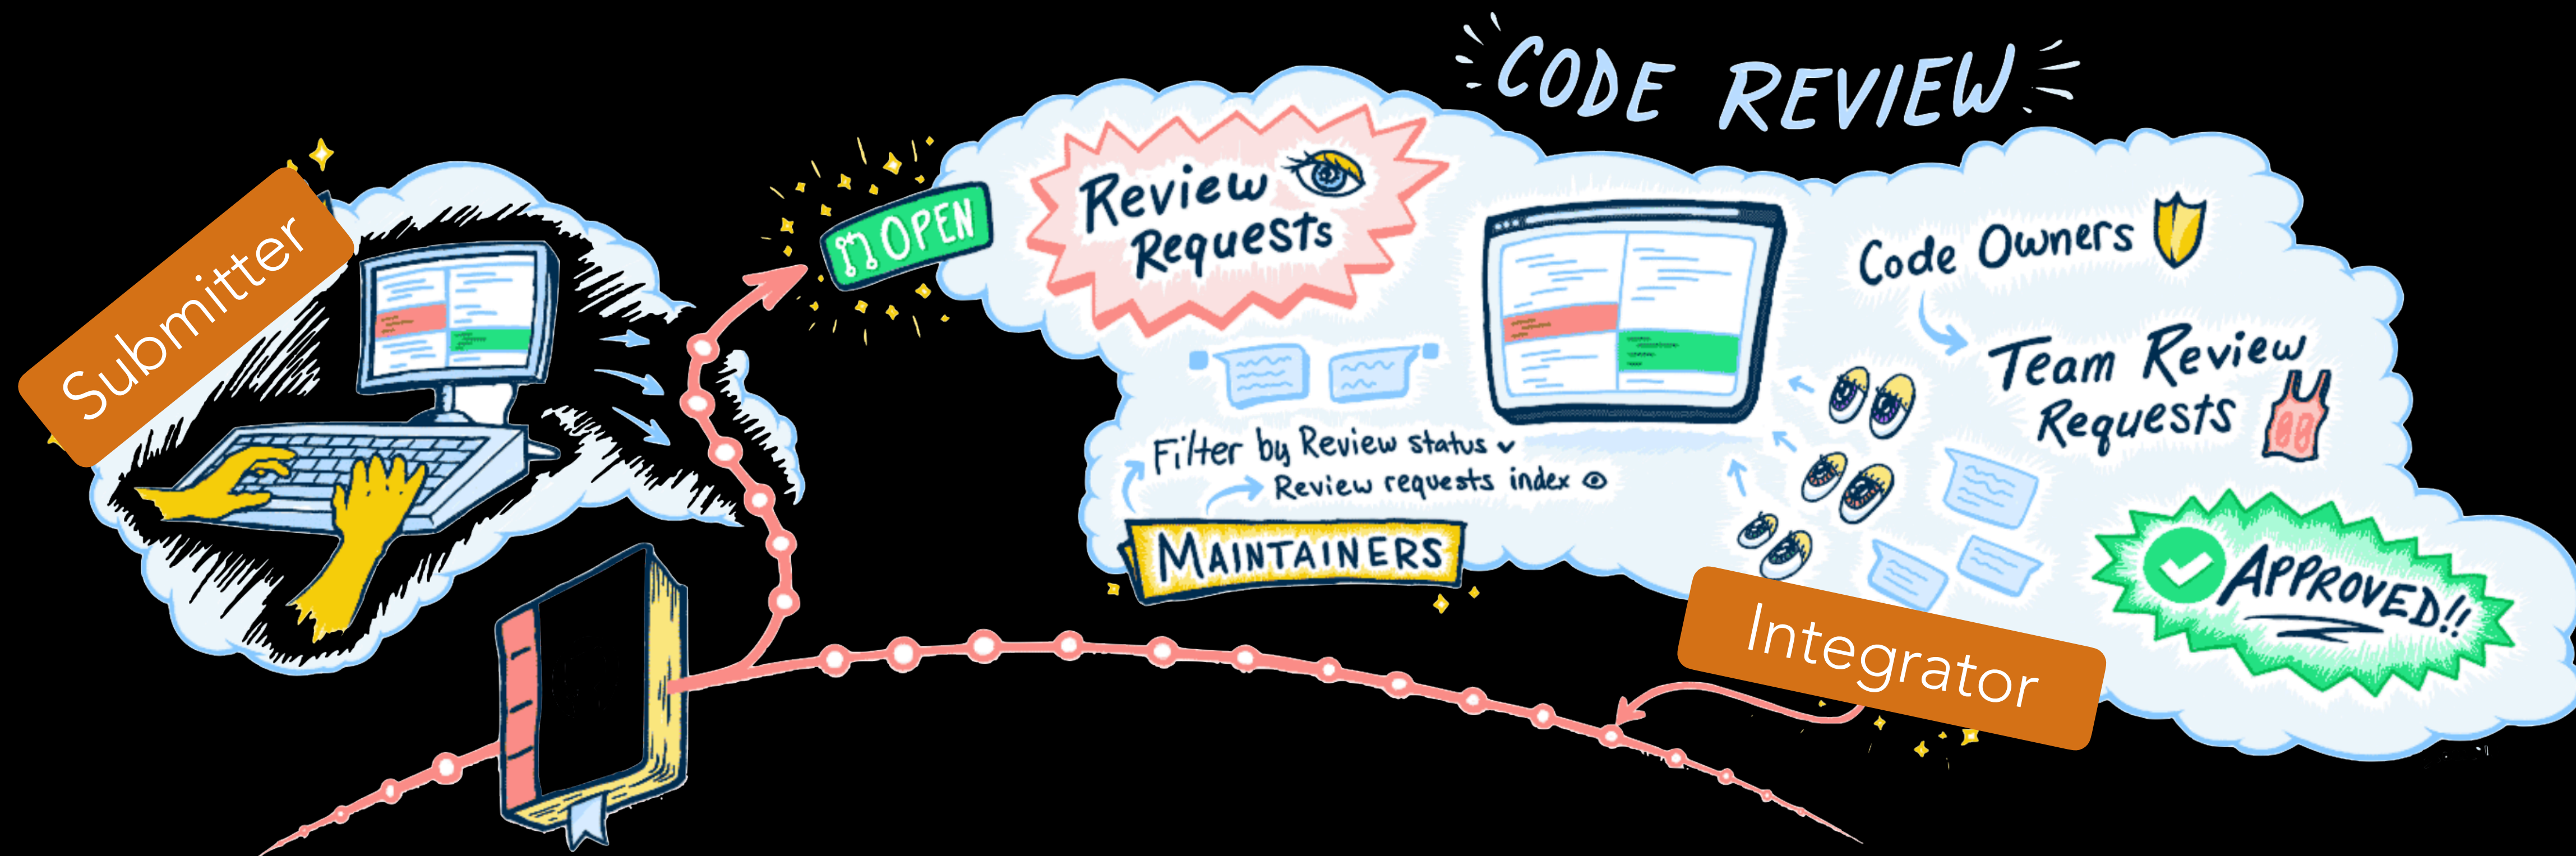 CODE REVIEW
Submitter
OPEN
Review
Requests
Code Owners
Team Review
Requests
Filter by Review status
Review requests index
MAINTAINERS
APPROVED!!
Integrator